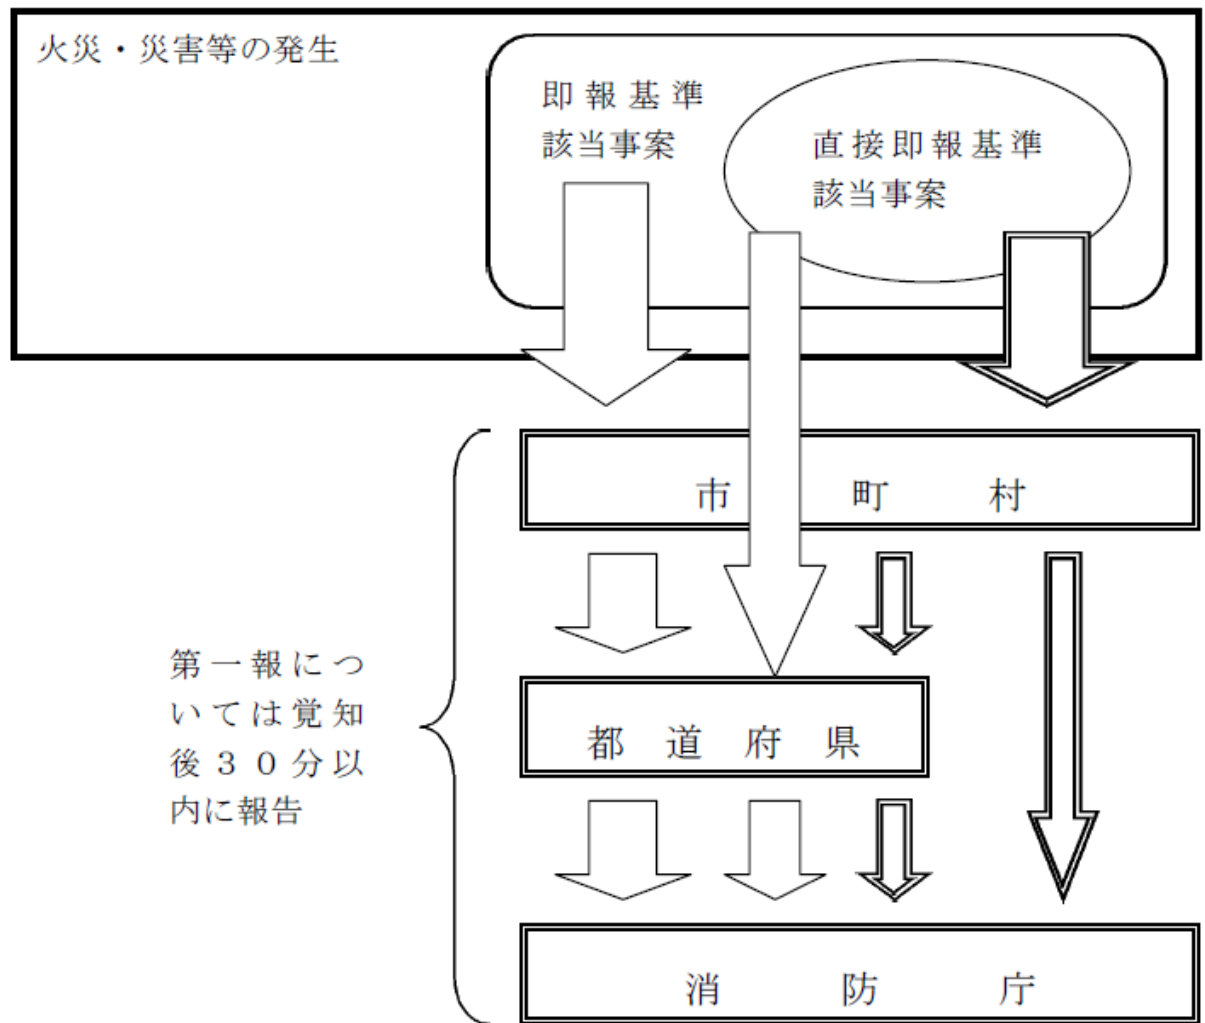 火災・災害等の発生
即報基準
該当事案
直接即報基準
該当事案
市町村
第一報につ
いては覚知
後３０分以
内に報告
都道府県
消防庁